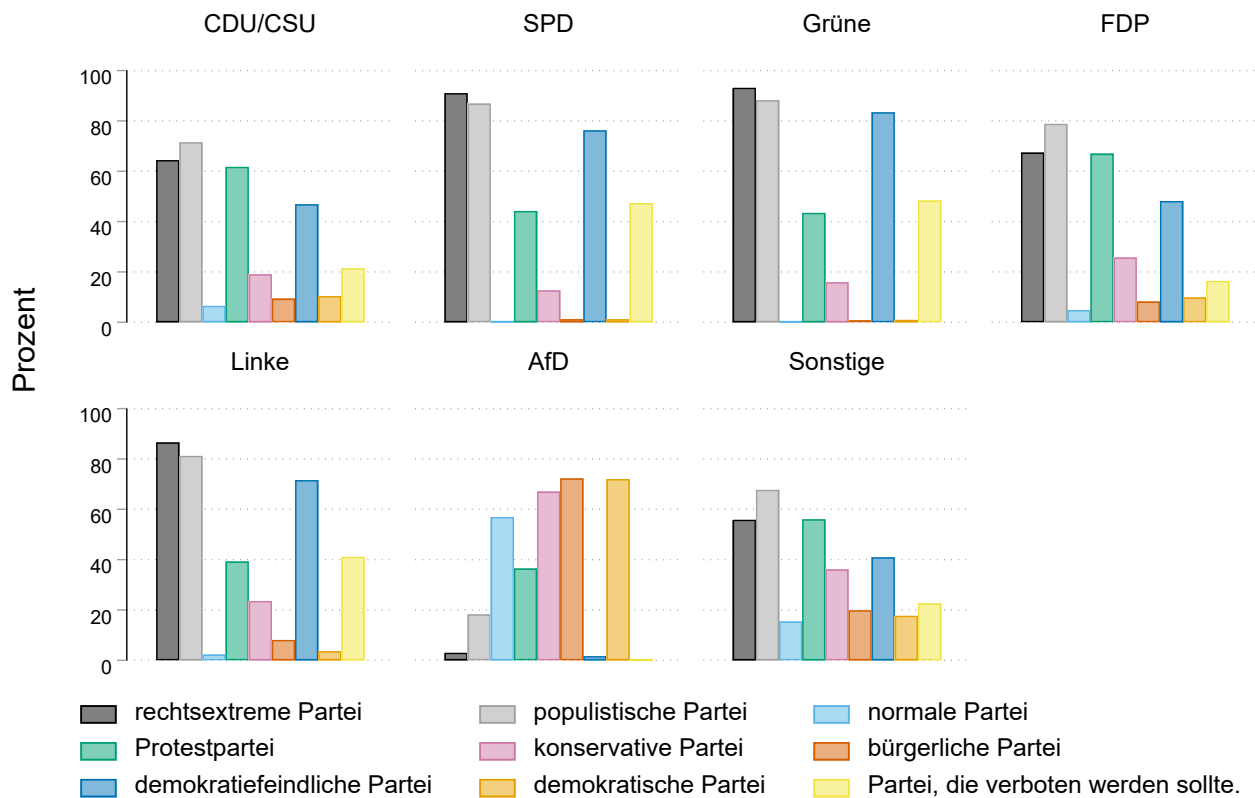 CDU/CSU SPD Grüne FDP
100
80
60
40
20
0
Prozent
Linke AfD Sonstige
100
80
60
40
20
0
rechtsextreme Partei populistische Partei normale Partei
Protestpartei konservative Partei bürgerliche Partei
demokratiefeindliche Partei demokratische Partei Partei, die verboten werden sollte.